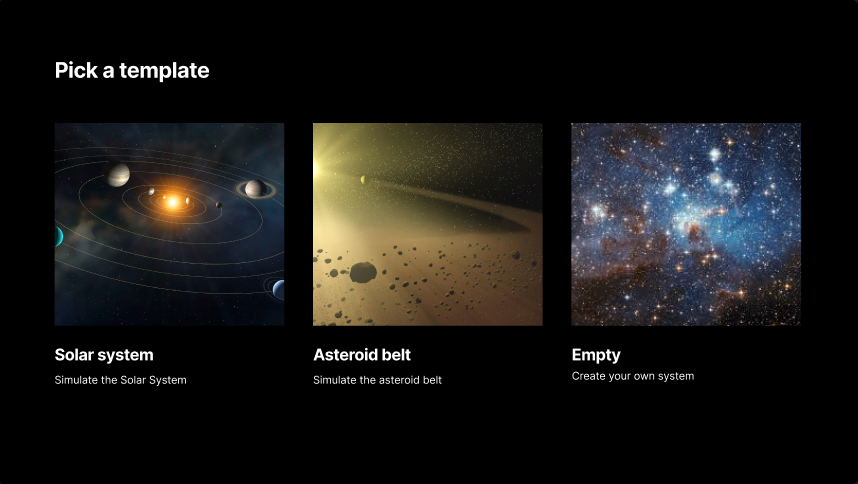 Pick a template
Solar system
Simulate the Solar System
Asteroid belt
Simulate the asteroid belt
Empty
Create your own system